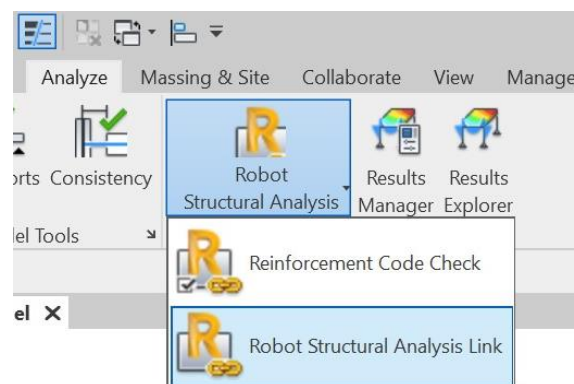 Analyze Massing & Site Collaborate View Manage
orts Consistency
Robot
Structural Analysis
Results
Manager
Results
Explorer
el Tools
Reinforcement Code Check
el X
Robot Structural Analysis Link